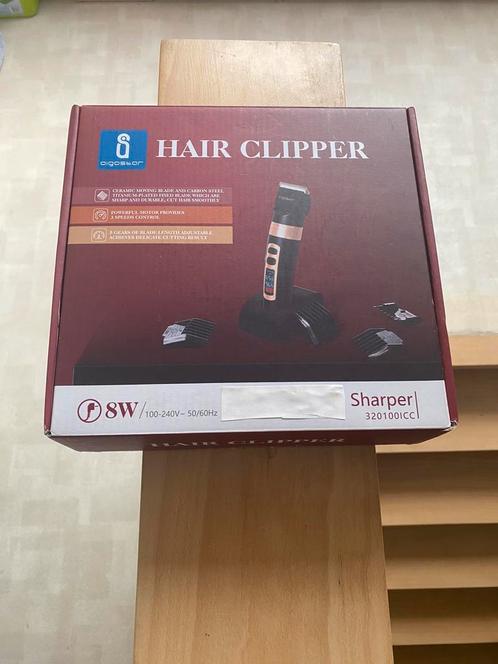 aigostar
HAIR CLIPPER
CERAMIC MOVING BLADE AND CARBON STEEL
TITANIUM-PLATED FIXED BLADE, WHICH ARE
SHARP AND DURABLE, CUT HAIR SMOOTHLY
POWERFUL MOTOR PROVIDES
3 SPEEDS CONTROL
5 GEARS OF BLADE LENGTH ADJUSTABLE
ACHIEVES DELICATE CUTTING RESULT
8W/100-240V~ 50/60Hz
Sharper
320100ICC
HAIR CLIPPER